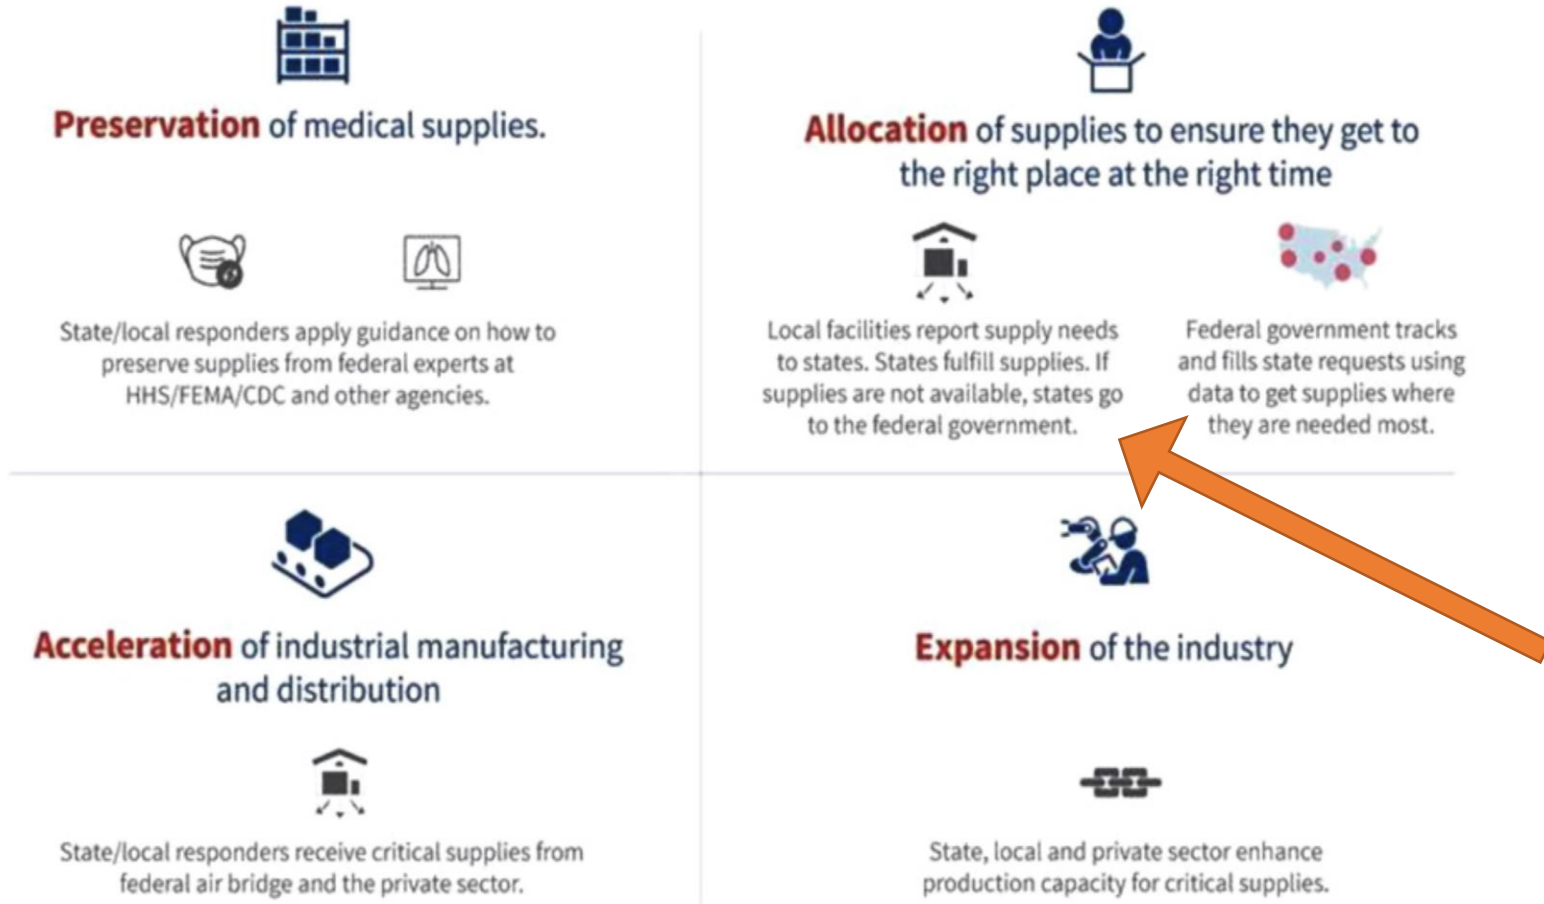 Preservation of medical supplies.
State/local responders apply guidance on how to
preserve supplies from federal experts at
HHS/FEMA/CDC and other agencies.
Allocation of supplies to ensure they get to
the right place at the right time
Local facilities report supply needs
to states. States fulfill supplies. If
supplies are not available, states go
to the federal government.
Federal government tracks
and fills state requests using
data to get supplies where
they are needed most.
Acceleration of industrial manufacturing
and distribution
State/local responders receive critical supplies from
federal air bridge and the private sector.
Expansion of the industry
State, local and private sector enhance
production capacity for critical supplies.